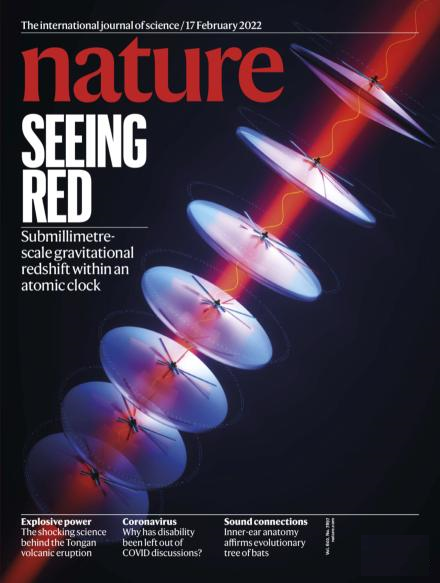 The international journal of science / 17 February 2022
nature
SEEING
RED
Submillimetre-
scale gravitational
redshift within an
atomic clock
Explosive power
The shocking science
behind the Tongan
volcanic eruption
Coronavirus
Why has disability
been left out of
COVID discussions?
Sound connections
Inner-ear anatomy
affirms evolutionary
tree of bats
Vol. 602, No. 7897
nature.com